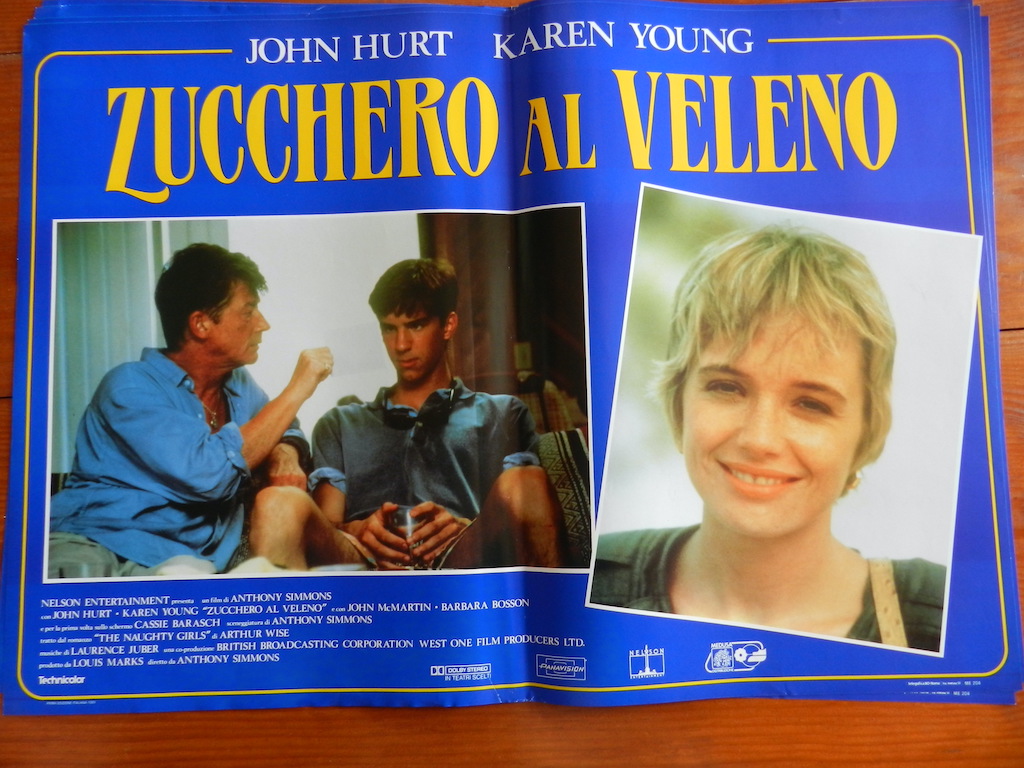 JOHN HURT KAREN YOUNG
ZUCCHERO AL VELENO
NELSON ENTERTAINMENT presenta un film di ANTHONY SIMMONS
con JOHN HURT · KAREN YOUNG "ZUCCHERO AL VELENO" e con JOHN McMARTIN · BARBARA BOSSON
e per la prima volta sullo schermo CASSIE BARASCH sceneggiatura di ANTHONY SIMMONS
tratto dal romanzo "THE NAUGHTY GIRLS" di ARTHUR WISE
musiche di LAURENCE JUBER una co-produzione BRITISH BROADCASTING CORPORATION WEST ONE FILM PRODUCERS LTD.
prodotto da LOUIS MARKS diretto da ANTHONY SIMMONS
Technicolor
DOLBY STEREO
IN TEATRI SCELTI
PANAVISION
NELSON
ENTERTAINMENT
MEDUSA